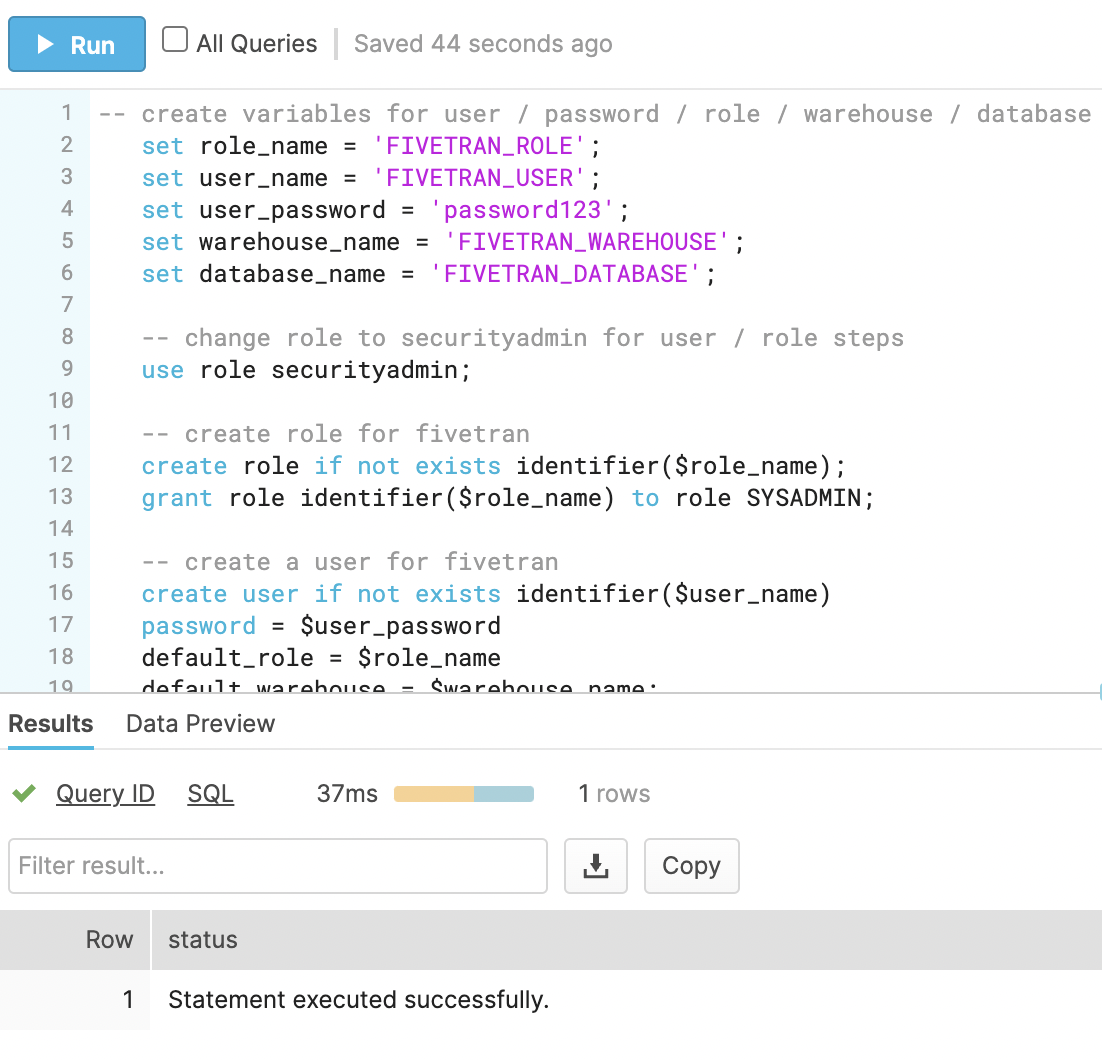 Run All Queries Saved 44 seconds ago
1 -- create variables for user / password / role / warehouse / database
2 set role_name = 'FIVETRAN_ROLE';
3 set user_name = 'FIVETRAN_USER';
4 set user_password = 'password123';
5 set warehouse_name = 'FIVETRAN_WAREHOUSE';
6 set database_name = 'FIVETRAN_DATABASE';
7
8 -- change role to securityadmin for user / role steps
9 use role securityadmin;
10
11 -- create role for fivetran
12 create role if not exists identifier($role_name);
13 grant role identifier($role_name) to role SYSADMIN;
14
15 -- create a user for fivetran
16 create user if not exists identifier($user_name)
17 password = $user_password
18 default_role = $role_name
19 default_warehouse = $warehouse_name;
Results Data Preview
Query ID SQL 37ms 1 rows
Filter result... Copy
Row status
1 Statement executed successfully.